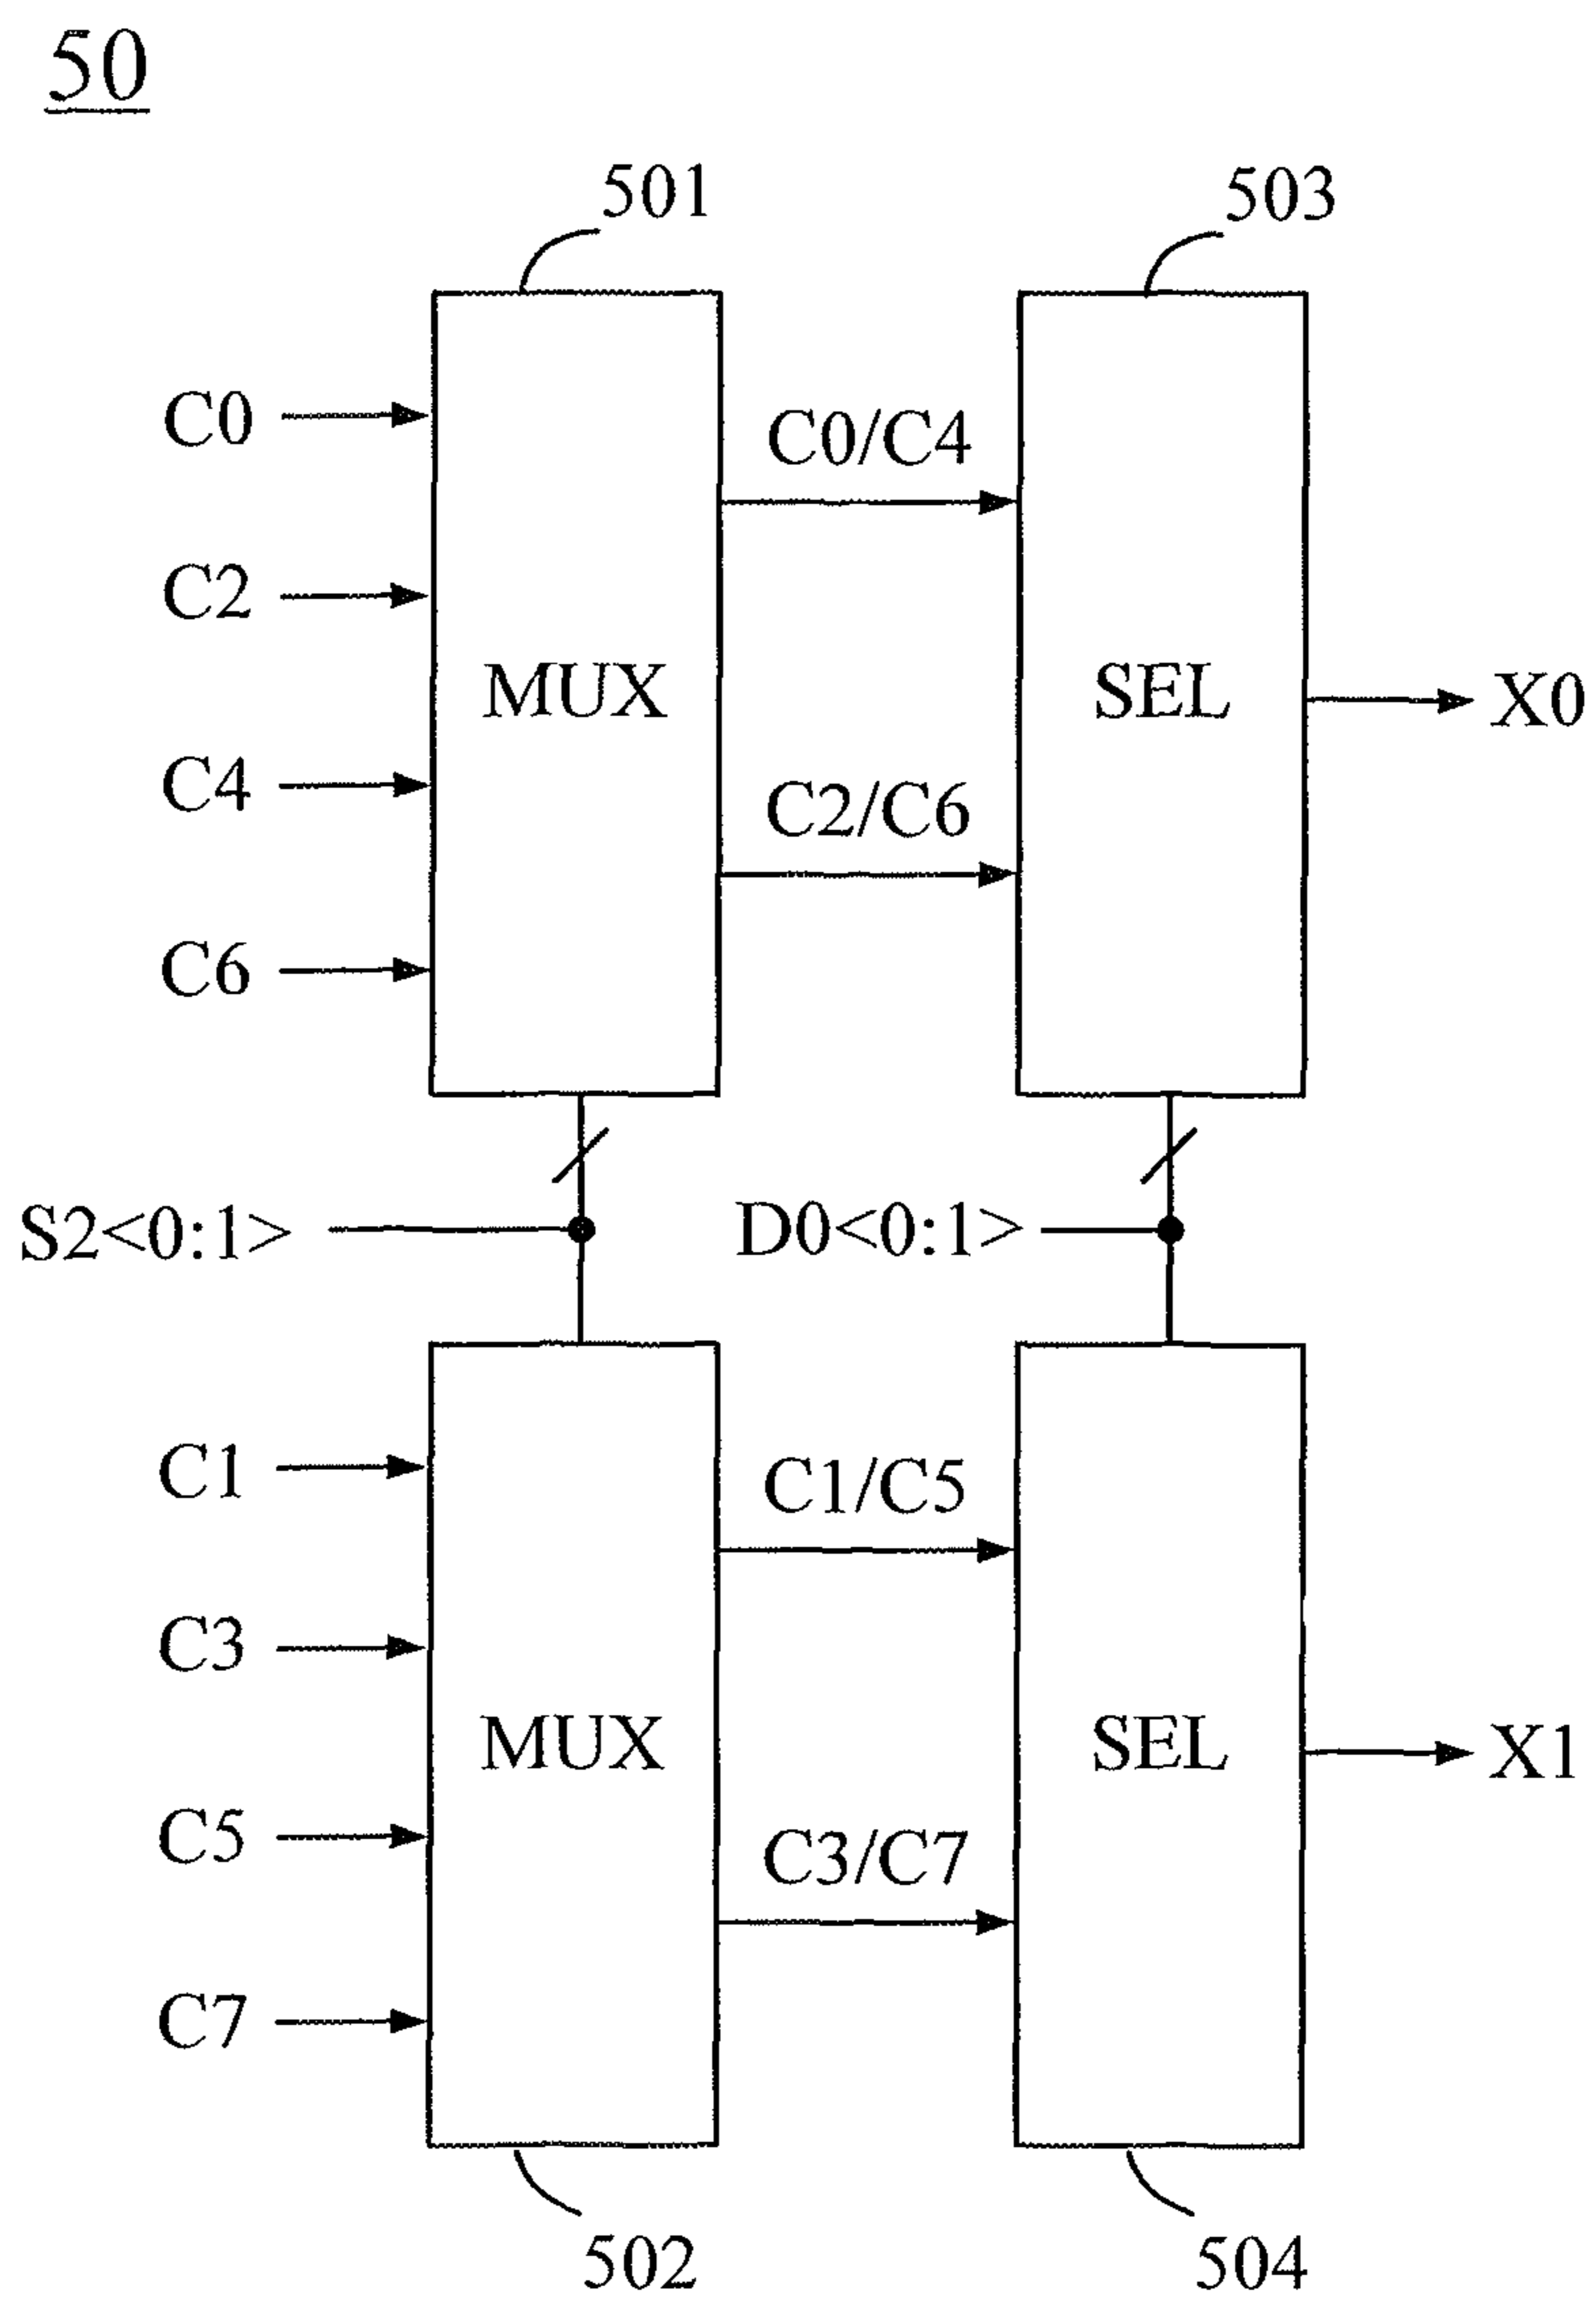 50
501
503
C0
C0/C4
C2
MUX
SEL
X0
C4
C2/C6
C6
S2<0:1>
D0<0:1>
C1
C1/C5
C3
MUX
SEL
X1
C5
C3/C7
C7
502
504